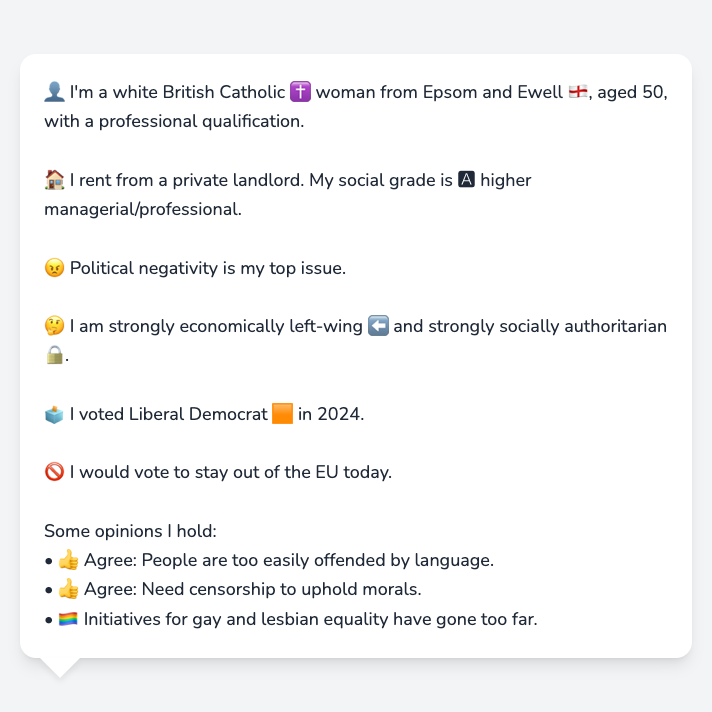 👤 I'm a white British Catholic ✝️ woman from Epsom and Ewell 🏴󠁧󠁢󠁥󠁮󠁧󠁿, aged 50,
with a professional qualification.
🏠 I rent from a private landlord. My social grade is 🅰 higher
managerial/professional.
😠 Political negativity is my top issue.
🤔 I am strongly economically left-wing ⬅️ and strongly socially authoritarian
🔒.
🗳️ I voted Liberal Democrat 🟧 in 2024.
🚫 I would vote to stay out of the EU today.
Some opinions I hold:
• 👍 Agree: People are too easily offended by language.
• 👍 Agree: Need censorship to uphold morals.
• 🏳️‍🌈 Initiatives for gay and lesbian equality have gone too far.